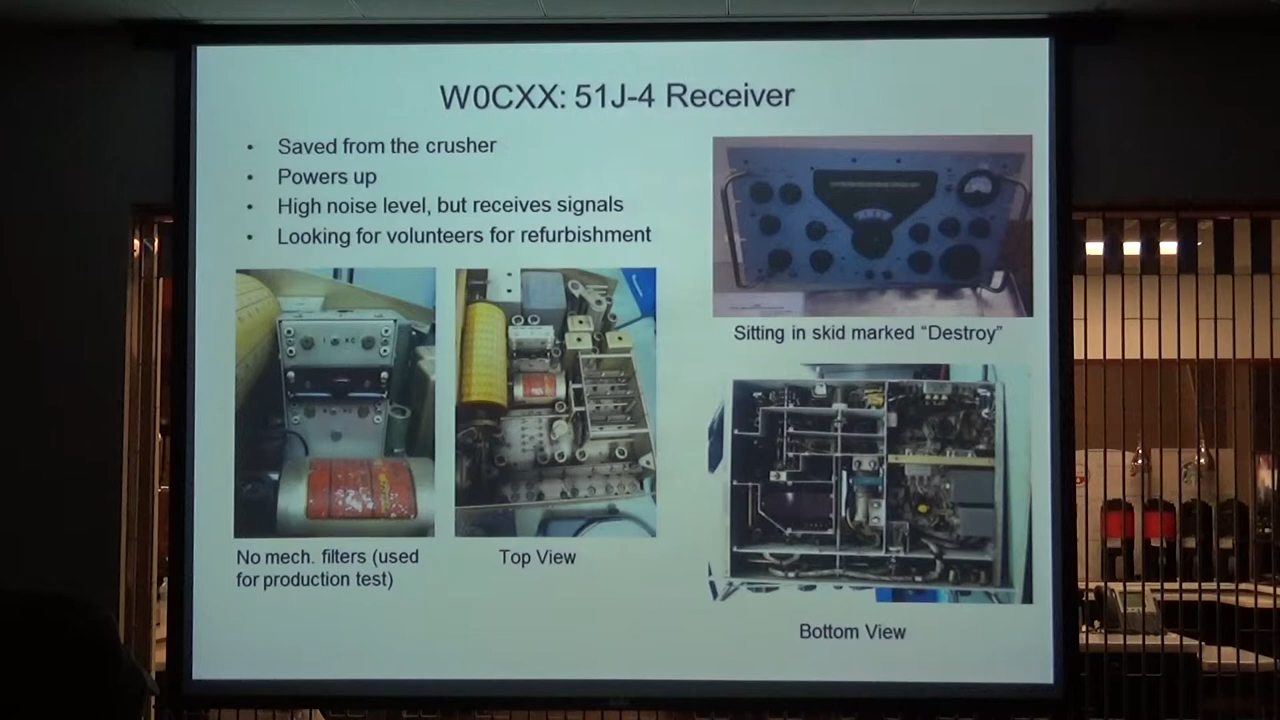 W0CXX: 51J-4 Receiver
• Saved from the crusher
• Powers up
• High noise level, but receives signals
• Looking for volunteers for refurbishment
Sitting in skid marked “Destroy”
No mech. filters (used
for production test)
Top View
Bottom View